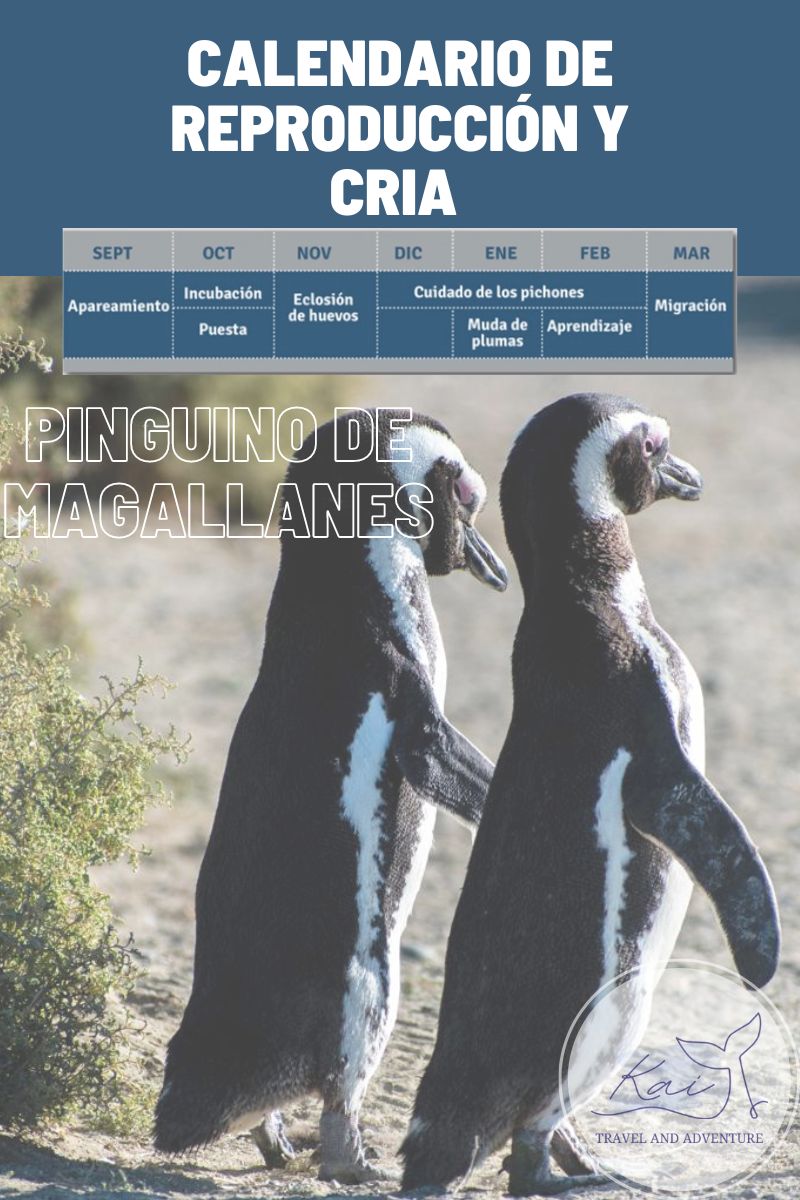 CALENDARIO DE
REPRODUCCIÓN Y
CRIA
SEPT OCT NOV DIC ENE FEB MAR
Apareamiento
Incubación
Puesta
Eclosión
de huevos
Cuidado de los pichones
Muda de
plumas
Aprendizaje
Migración
PINGUINO DE
MAGALLANES
Kai
TRAVEL AND ADVENTURE